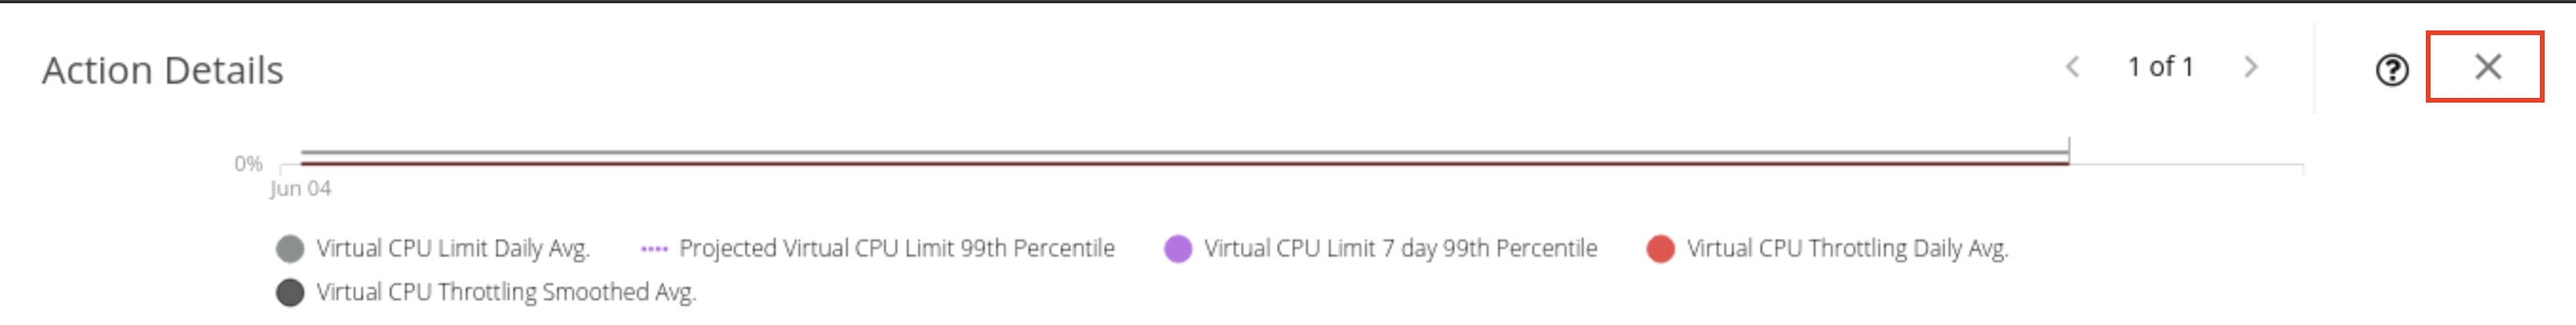 Action Details
1 of 1
0%
Jun 04
Virtual CPU Limit Daily Avg.
Projected Virtual CPU Limit 99th Percentile
Virtual CPU Limit 7 day 99th Percentile
Virtual CPU Throttling Daily Avg.
Virtual CPU Throttling Smoothed Avg.